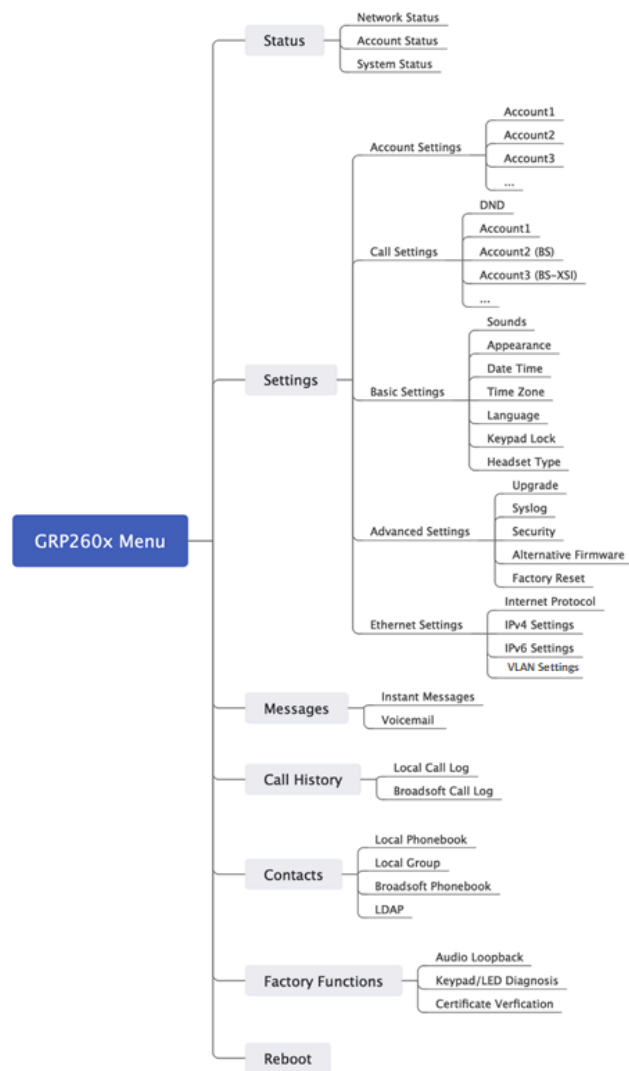 GRP260x Menu
Status
Network Status
Account Status
System Status
Settings
Account Settings
Account1
Account2
Account3
...
Call Settings
DND
Account1
Account2 (BS)
Account3 (BS-XSI)
...
Basic Settings
Sounds
Appearance
Date Time
Time Zone
Language
Keypad Lock
Headset Type
Advanced Settings
Upgrade
Syslog
Security
Alternative Firmware
Factory Reset
Ethernet Settings
Internet Protocol
IPv4 Settings
IPv6 Settings
VLAN Settings
Messages
Instant Messages
Voicemail
Call History
Local Call Log
Broadsoft Call Log
Contacts
Local Phonebook
Local Group
Broadsoft Phonebook
LDAP
Factory Functions
Audio Loopback
Keypad/LED Diagnosis
Certificate Verfication
Reboot